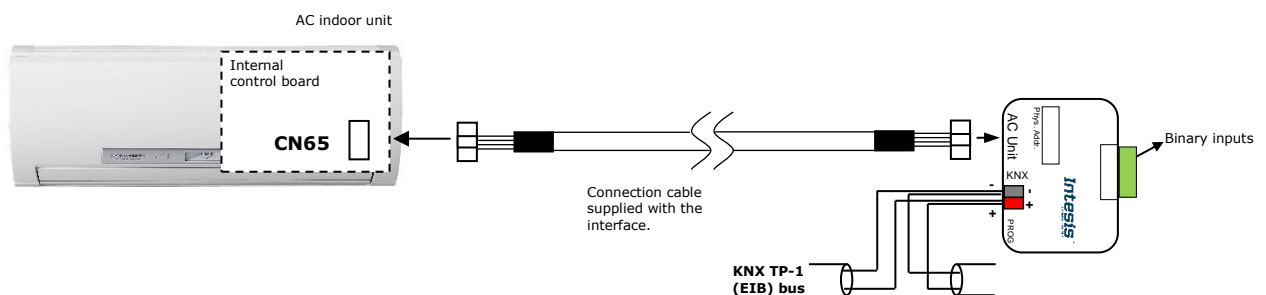 AC indoor unit
Internal
control board
CN65
Connection cable
supplied with the
interface.
AC Unit
Phys. Addr.
KNX
-
-
+
+
PROG
Intesis
Binary inputs
KNX TP-1
(EIB) bus